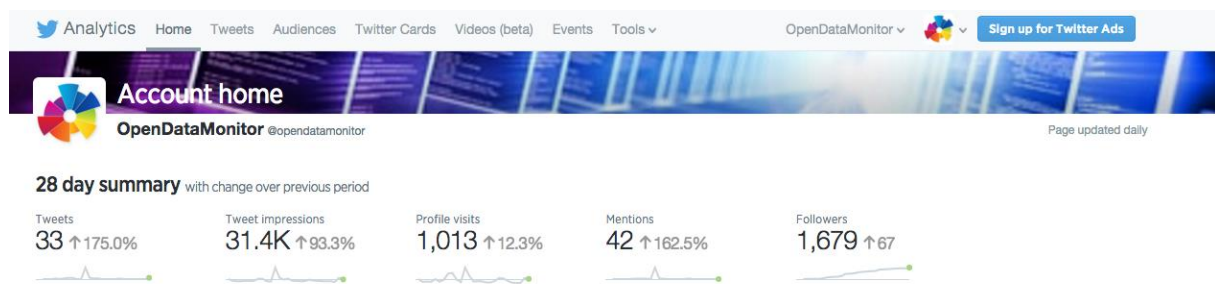 Analytics Home Tweets Audiences Twitter Cards Videos (beta) Events Tools OpenDataMonitor Sign up for Twitter Ads
Account home
OpenDataMonitor @opendatamonitor Page updated daily
28 day summary with change over previous period
Tweets Tweet impressions Profile visits Mentions Followers
33 ↑175.0% 31.4K ↑93.3% 1,013 ↑12.3% 42 ↑162.5% 1,679 ↑67